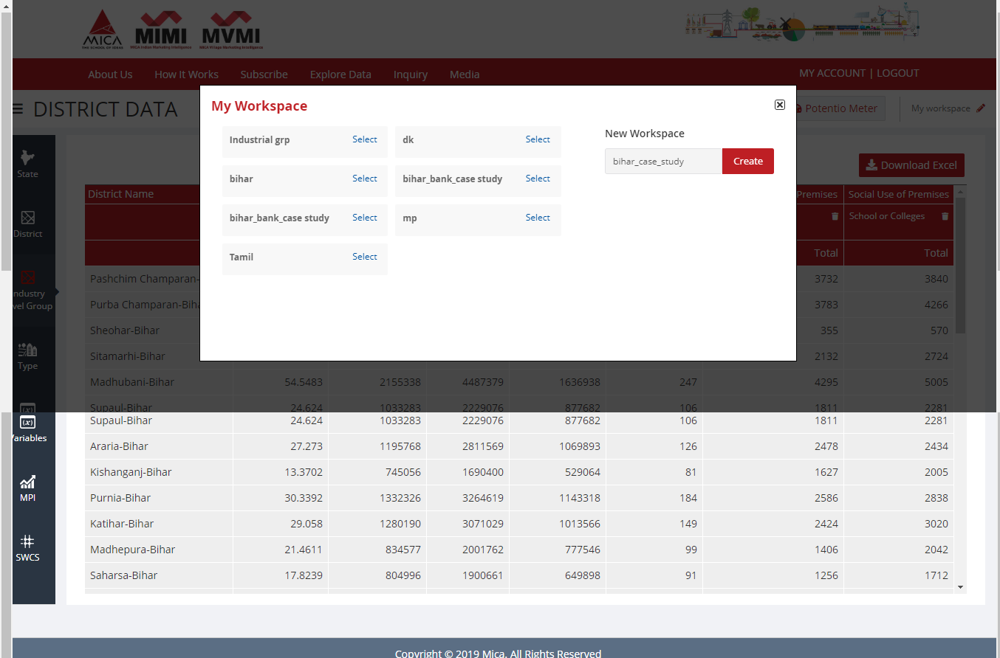 MICA
THE SCHOOL OF IDEAS
MIMI
MICA Indian Marketing Intelligence
MVMI
MICA Village Marketing Intelligence
About Us How It Works Subscribe Explore Data Inquiry Media MY ACCOUNT | LOGOUT
DISTRICT DATA Potentio Meter My workspace
My Workspace
Industrial grp Select dk Select
bihar Select bihar_bank_case study Select
bihar_bank_case study Select mp Select
Tamil Select
New Workspace
bihar_case_study Create
State
District
ndustry
vel Group
Type
(x)
(x)
Variables
MPI
SWCS
Download Excel
District Name Premises Social Use of Premises
School or Colleges
Total Total
Pashchim Champaran- 3732 3840
Purba Champaran-Biha 3783 4266
Sheohar-Bihar 355 570
Sitamarhi-Bihar 2132 2724
Madhubani-Bihar 54.5483 2155338 4487379 1636938 247 4295 5005
Supaul-Bihar 24.624 1033283 2229076 877682 106 1811 2281
Supaul-Bihar 24.624 1033283 2229076 877682 106 1811 2281
Araria-Bihar 27.273 1195768 2811569 1069893 126 2478 2434
Kishanganj-Bihar 13.3702 745056 1690400 529064 81 1627 2005
Purnia-Bihar 30.3392 1332326 3264619 1143318 184 2586 2838
Katihar-Bihar 29.058 1280190 3071029 1013566 149 2424 3020
Madhepura-Bihar 21.4611 834577 2001762 777546 99 1406 2042
Saharsa-Bihar 17.8239 804996 1900661 649898 91 1256 1712
Copyright © 2019 Mica. All Rights Reserved